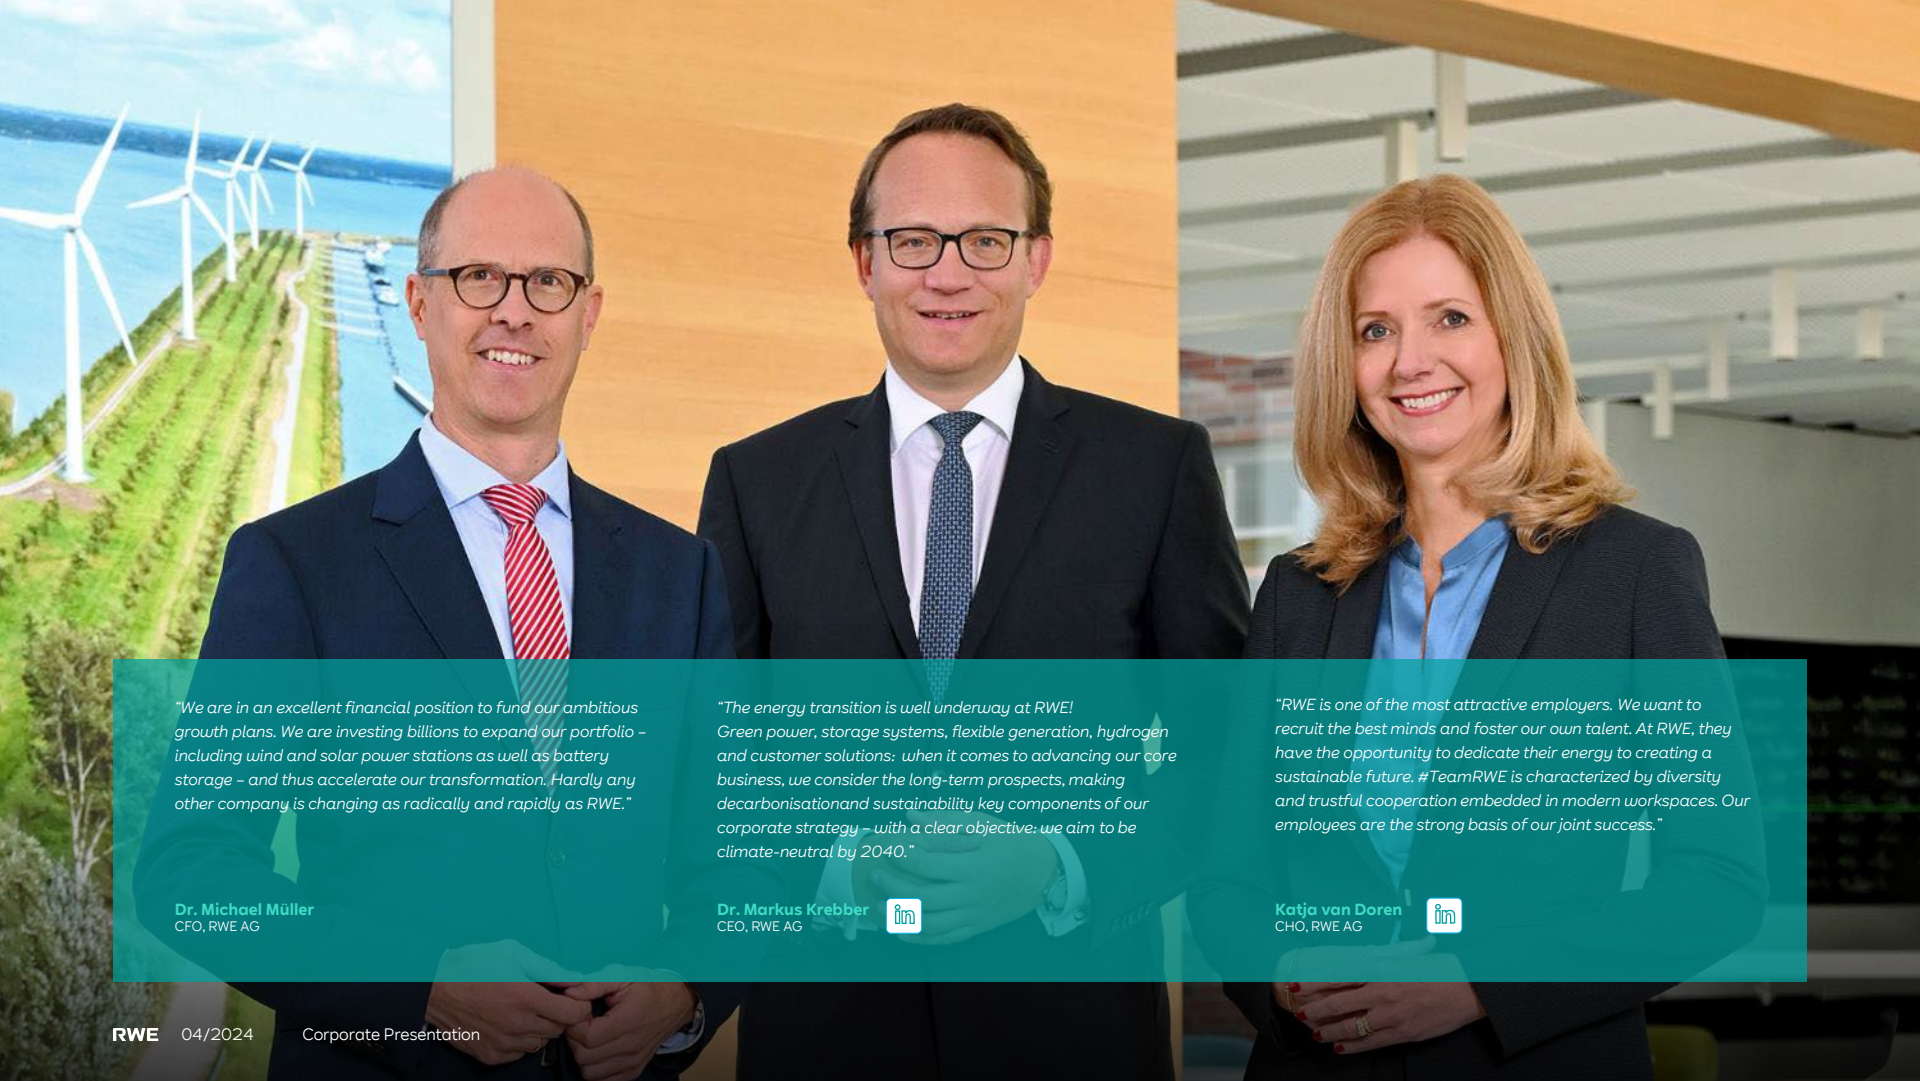 “We are in an excellent financial position to fund our ambitious
growth plans. We are investing billions to expand our portfolio –
including wind and solar power stations as well as battery
storage – and thus accelerate our transformation. Hardly any
other company is changing as radically and rapidly as RWE.”
Dr. Michael Müller
CFO, RWE AG
“The energy transition is well underway at RWE!
Green power, storage systems, flexible generation, hydrogen
and customer solutions: when it comes to advancing our core
business, we consider the long-term prospects, making
decarbonisationand sustainability key components of our
corporate strategy – with a clear objective: we aim to be
climate-neutral by 2040.”
Dr. Markus Krebber
CEO, RWE AG
in
“RWE is one of the most attractive employers. We want to
recruit the best minds and foster our own talent. At RWE, they
have the opportunity to dedicate their energy to creating a
sustainable future. #TeamRWE is characterized by diversity
and trustful cooperation embedded in modern workspaces. Our
employees are the strong basis of our joint success.”
Katja van Doren
CHO, RWE AG
in
RWE 04/2024 Corporate Presentation